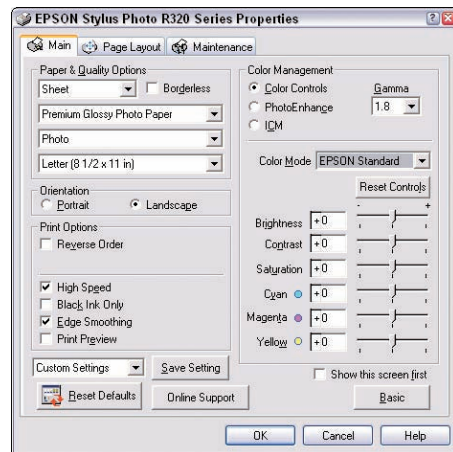 EPSON Stylus Photo R320 Series Properties
Main
Page Layout
Maintenance
Paper & Quality Options
Sheet
Borderless
Premium Glossy Photo Paper
Photo
Letter (8 1/2 x 11 in)
Orientation
Portrait
Landscape
Print Options
Reverse Order
High Speed
Black Ink Only
Edge Smoothing
Print Preview
Custom Settings
Save Setting
Reset Defaults
Online Support
Color Management
Color Controls
PhotoEnhance
ICM
Gamma
1.8
Color Mode EPSON Standard
Reset Controls
- +
Brightness +0
Contrast +0
Saturation +0
Cyan +0
Magenta +0
Yellow +0
Show this screen first
Basic
OK
Cancel
Help